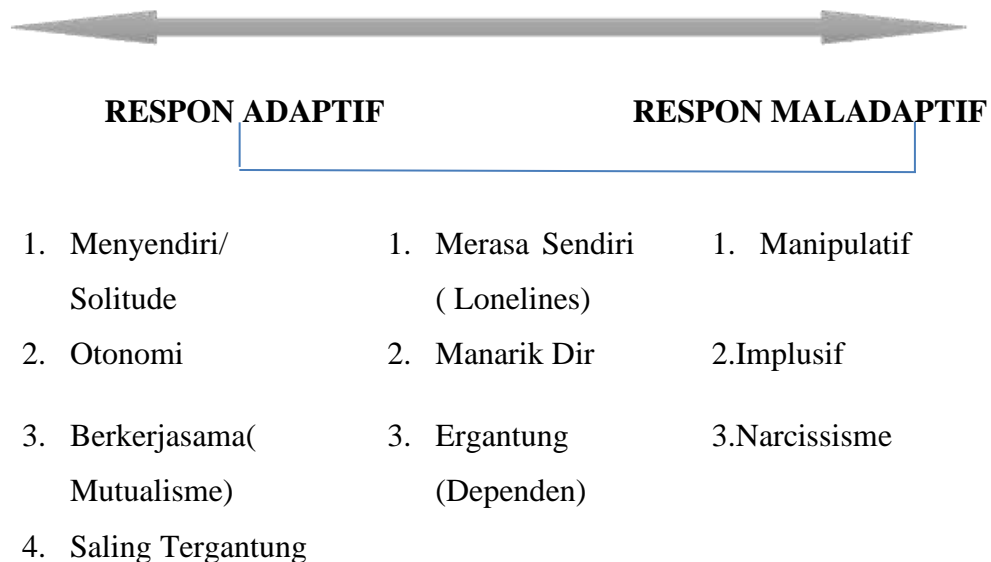 RESPON ADAPTIF RESPON MALADAPTIF
1. Menyendiri/ 1. Merasa Sendiri 1. Manipulatif
Solitude ( Lonelines)
2. Otonomi 2. Manarik Dir 2.Implusif
3. Berkerjasama( 3. Ergantung 3.Narcissisme
Mutualisme) (Dependen)
4. Saling Tergantung